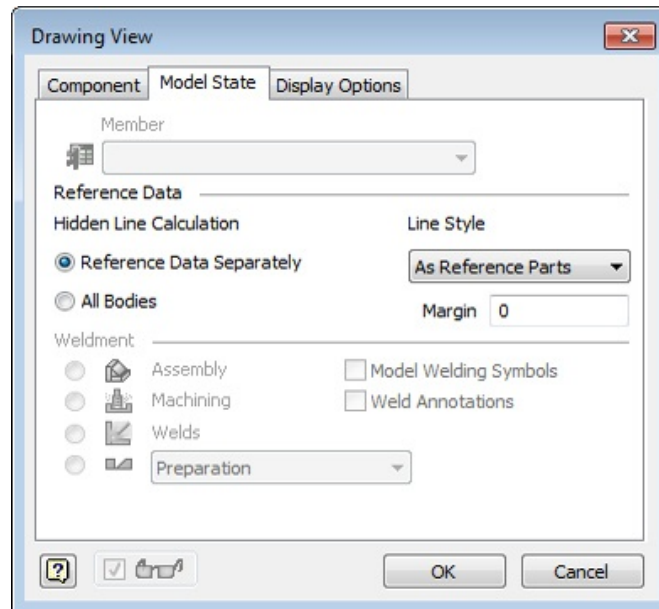 Drawing View
Component Model State Display Options
Member
Reference Data
Hidden Line Calculation Line Style
Reference Data Separately As Reference Parts
All Bodies Margin 0
Weldment
Assembly Model Welding Symbols
Machining Weld Annotations
Welds
Preparation
? OK Cancel